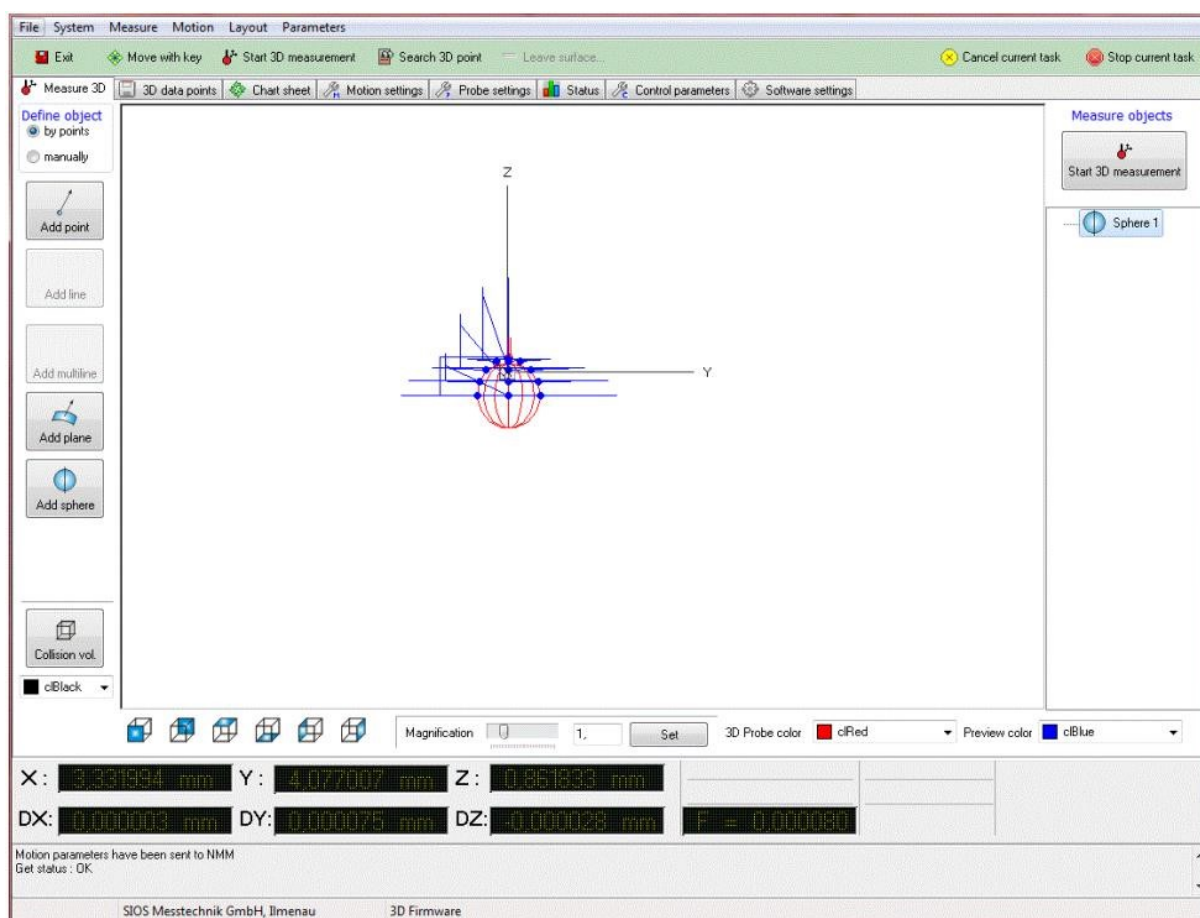 File System Measure Motion Layout Parameters
Exit Move with key Start 3D measurement Search 3D point Leave surface... Cancel current task Stop current task
Measure 3D 3D data points Chart sheet Motion settings Probe settings Status Control parameters Software settings
Define object
by points
manually
Add point
Add line
Add multiline
Add plane
Add sphere
Collision vol.
clBlack
Z
Y
Measure objects
Start 3D measurement
Sphere 1
Magnification 1, Set 3D Probe color clRed Preview color clBlue
X: 3,331994 mm Y: 4,077007 mm Z: 0,861833 mm
DX: 0,000003 mm DY: 0,000075 mm DZ: -0,000028 mm F = 0,000080
Motion parameters have been sent to NMM
Get status : OK
SIOS Messtechnik GmbH, Ilmenau 3D Firmware